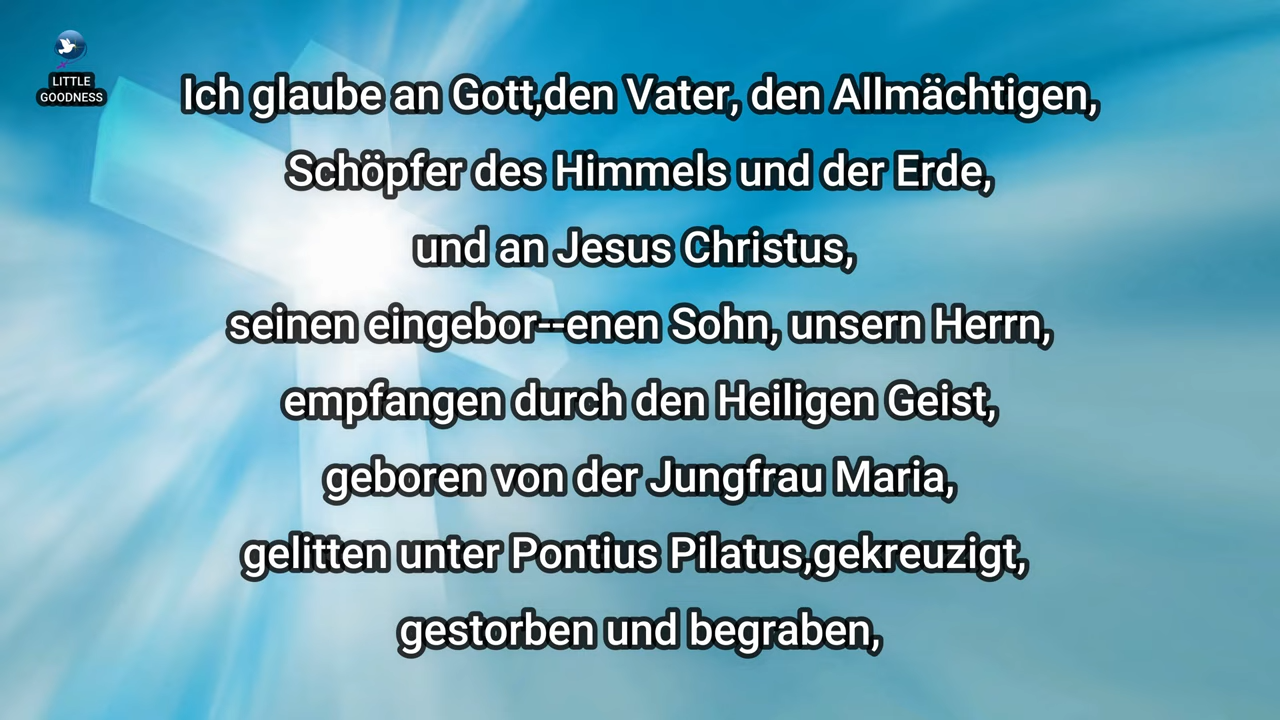 LITTLE
GOODNESS
Ich glaube an Gott,den Vater, den Allmächtigen,
Schöpfer des Himmels und der Erde,
und an Jesus Christus,
seinen eingebor--enen Sohn, unsern Herrn,
empfangen durch den Heiligen Geist,
geboren von der Jungfrau Maria,
gelitten unter Pontius Pilatus,gekreuzigt,
gestorben und begraben,